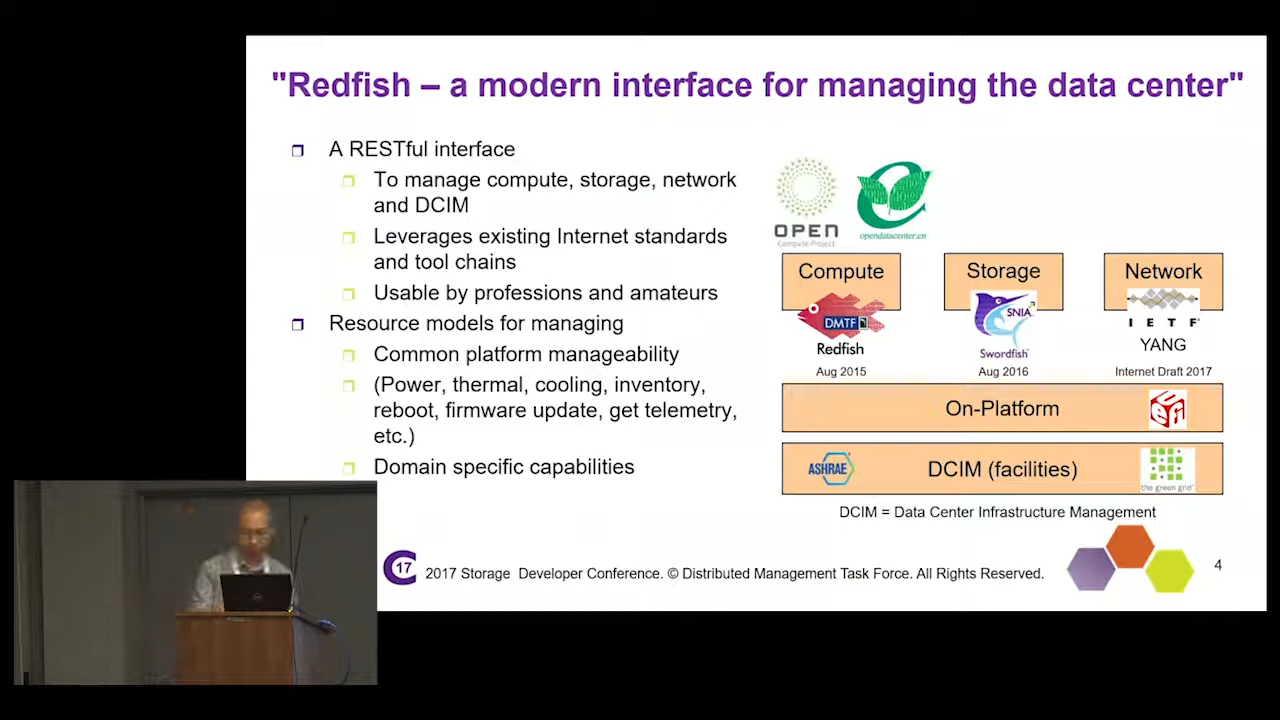 "Redfish – a modern interface for managing the data center"
A RESTful interface
To manage compute, storage, network
and DCIM
Leverages existing Internet standards
and tool chains
Usable by professions and amateurs
Resource models for managing
Common platform manageability
(Power, thermal, cooling, inventory,
reboot, firmware update, get telemetry,
etc.)
Domain specific capabilities
OPEN
Compute Project
opendatacenter.cn
Compute
Storage
Network
DMTF
Redfish
Aug 2015
SNIA
Swordfish
Aug 2016
I E T F
YANG
Internet Draft 2017
On-Platform
UEFI
ASHRAE
DCIM (facilities)
the green grid
DCIM = Data Center Infrastructure Management
17
2017 Storage Developer Conference. © Distributed Management Task Force. All Rights Reserved.
4